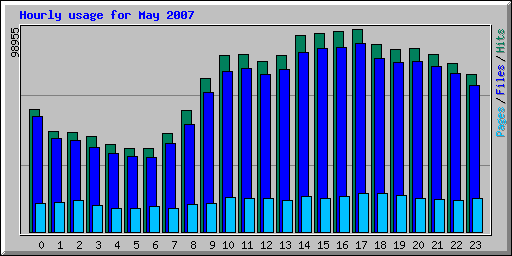 Hourly usage for May 2007
98955
Pages/Files/Hits
0 1 2 3 4 5 6 7 8 9 10 11 12 13 14 15 16 17 18 19 20 21 22 23